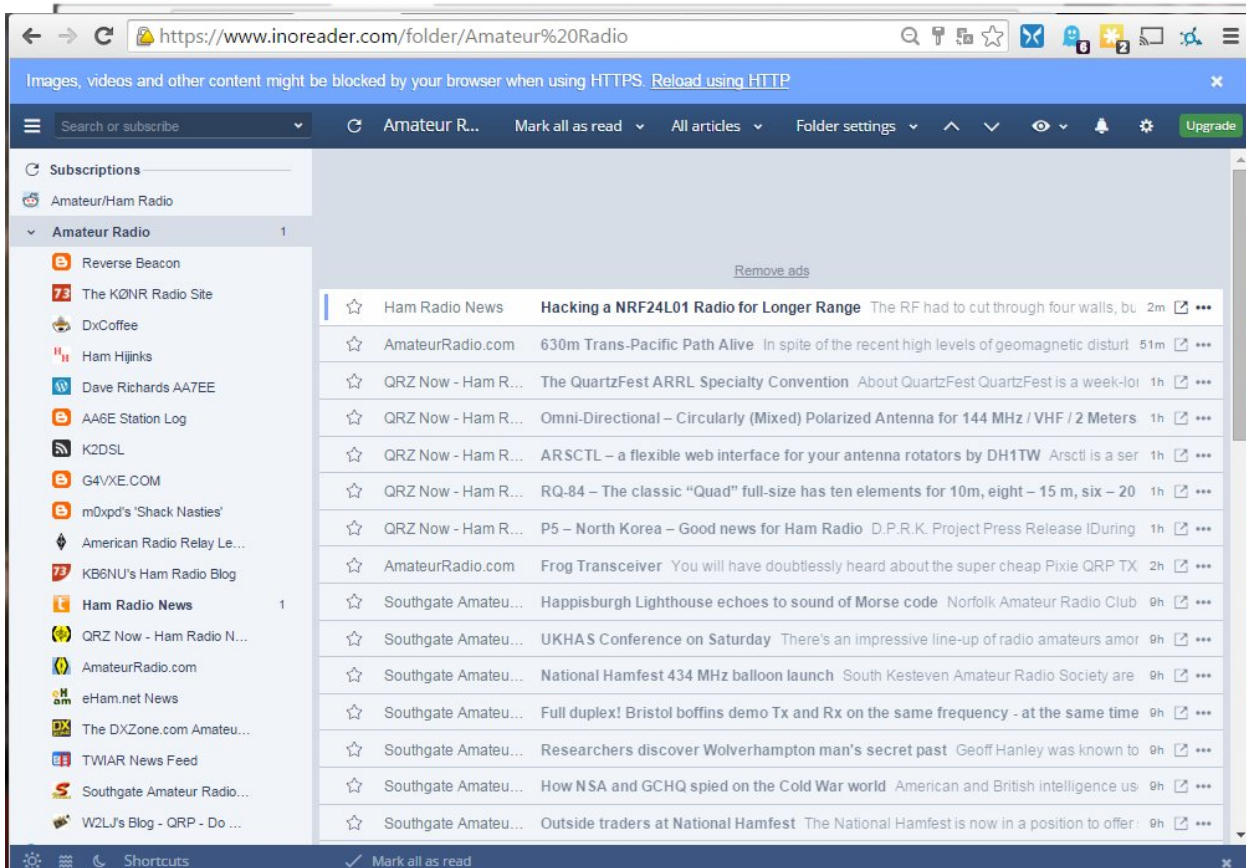 https://www.inoreader.com/folder/Amateur%20Radio
6
2
Images, videos and other content might be blocked by your browser when using HTTPS. Reload using HTTP
Search or subscribe
Amateur R...
Mark all as read
All articles
Folder settings
Upgrade
Subscriptions
Amateur/Ham Radio
Amateur Radio 1
Reverse Beacon
73 The KØNR Radio Site
DxCoffee
HH Ham Hijinks
Dave Richards AA7EE
AA6E Station Log
K2DSL
G4VXE.COM
m0xpd's 'Shack Nasties'
American Radio Relay Le...
73 KB6NU's Ham Radio Blog
Ham Radio News 1
QRZ Now - Ham Radio N...
AmateurRadio.com
eHam eHam.net News
DX The DXZone.com Amateu...
TWIAR News Feed
Southgate Amateur Radio...
W2LJ's Blog - QRP - Do ...
Shortcuts
Remove ads
Ham Radio News Hacking a NRF24L01 Radio for Longer Range The RF had to cut through four walls, bu 2m
AmateurRadio.com 630m Trans-Pacific Path Alive In spite of the recent high levels of geomagnetic disturt 51m
QRZ Now - Ham R... The QuartzFest ARRL Specialty Convention About QuartzFest QuartzFest is a week-lo 1h
QRZ Now - Ham R... Omni-Directional – Circularly (Mixed) Polarized Antenna for 144 MHz / VHF / 2 Meters 1h
QRZ Now - Ham R... ARSCTL – a flexible web interface for your antenna rotators by DH1TW Arsctl is a ser 1h
QRZ Now - Ham R... RQ-84 – The classic “Quad” full-size has ten elements for 10m, eight – 15 m, six – 20 1h
QRZ Now - Ham R... P5 – North Korea – Good news for Ham Radio D.P.R.K. Project Press Release IDuring 1h
AmateurRadio.com Frog Transceiver You will have doubtlessly heard about the super cheap Pixie QRP TX 2h
Southgate Amateu... Happisburgh Lighthouse echoes to sound of Morse code Norfolk Amateur Radio Club 9h
Southgate Amateu... UKHAS Conference on Saturday There's an impressive line-up of radio amateurs amor 9h
Southgate Amateu... National Hamfest 434 MHz balloon launch South Kesteven Amateur Radio Society are 9h
Southgate Amateu... Full duplex! Bristol boffins demo Tx and Rx on the same frequency - at the same time 9h
Southgate Amateu... Researchers discover Wolverhampton man's secret past Geoff Hanley was known to 9h
Southgate Amateu... How NSA and GCHQ spied on the Cold War world American and British intelligence us 9h
Southgate Amateu... Outside traders at National Hamfest The National Hamfest is now in a position to offer 9h
Mark all as read